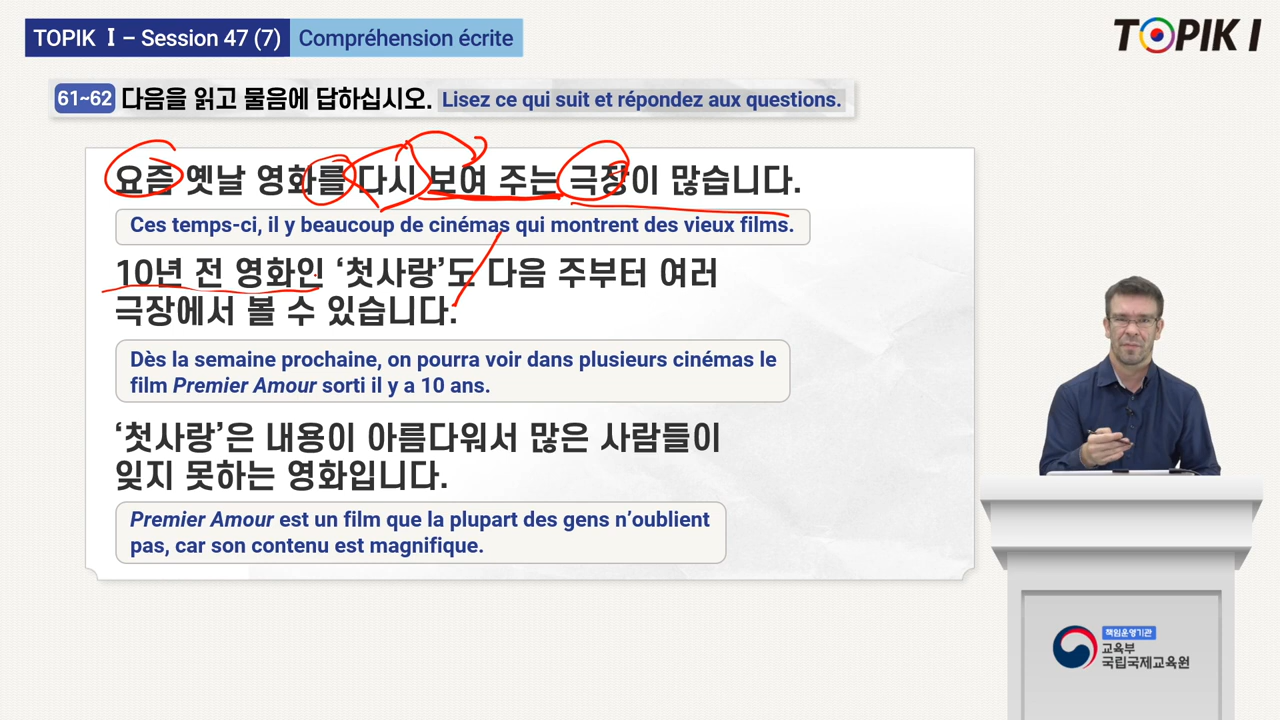 TOPIK Ⅰ – Session 47 (7) Compréhension écrite
TOPIK I
61~62 다음을 읽고 물음에 답하십시오. Lisez ce qui suit et répondez aux questions.
요즘 옛날 영화를 다시 보여 주는 극장이 많습니다.
Ces temps-ci, il y beaucoup de cinémas qui montrent des vieux films.
10년 전 영화인 ‘첫사랑’도 다음 주부터 여러
극장에서 볼 수 있습니다.
Dès la semaine prochaine, on pourra voir dans plusieurs cinémas le
film Premier Amour sorti il y a 10 ans.
‘첫사랑’은 내용이 아름다워서 많은 사람들이
잊지 못하는 영화입니다.
Premier Amour est un film que la plupart des gens n’oublient
pas, car son contenu est magnifique.
책임운영기관
교육부
국립국제교육원